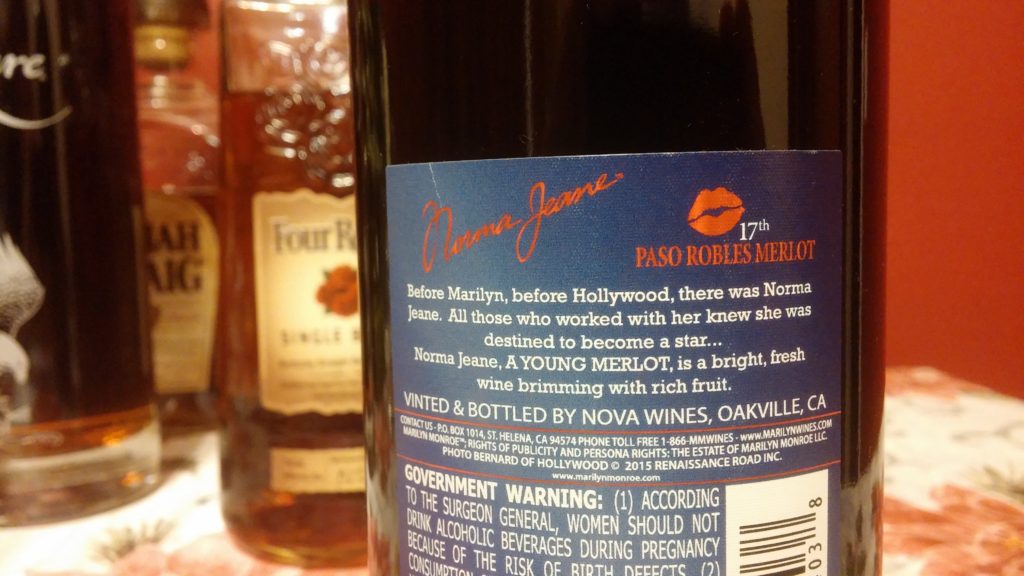 Norma Jeane
17th
PASO ROBLES MERLOT
Before Marilyn, before Hollywood, there was Norma
Jeane. All those who worked with her knew she was
destined to become a star...
Norma Jeane, A YOUNG MERLOT, is a bright, fresh
wine brimming with rich fruit.
VINTED & BOTTLED BY NOVA WINES, OAKVILLE, CA
CONTACT US - P.O. BOX 1014, ST. HELENA, CA 94574 PHONE TOLL FREE 1-866-MMWINES - www.MARILYNWINES.COM
MARILYN MONROE™; RIGHTS OF PUBLICITY AND PERSONA RIGHTS: THE ESTATE OF MARILYN MONROE LLC.
PHOTO BERNARD OF HOLLYWOOD © 2015 RENAISSANCE ROAD INC.
www.marilynmonroe.com
GOVERNMENT WARNING: (1) ACCORDING
TO THE SURGEON GENERAL, WOMEN SHOULD NOT
DRINK ALCOHOLIC BEVERAGES DURING PREGNANCY
BECAUSE OF THE RISK OF BIRTH DEFECTS. (2)
8
Four R
SINGLE
JAH
AIG